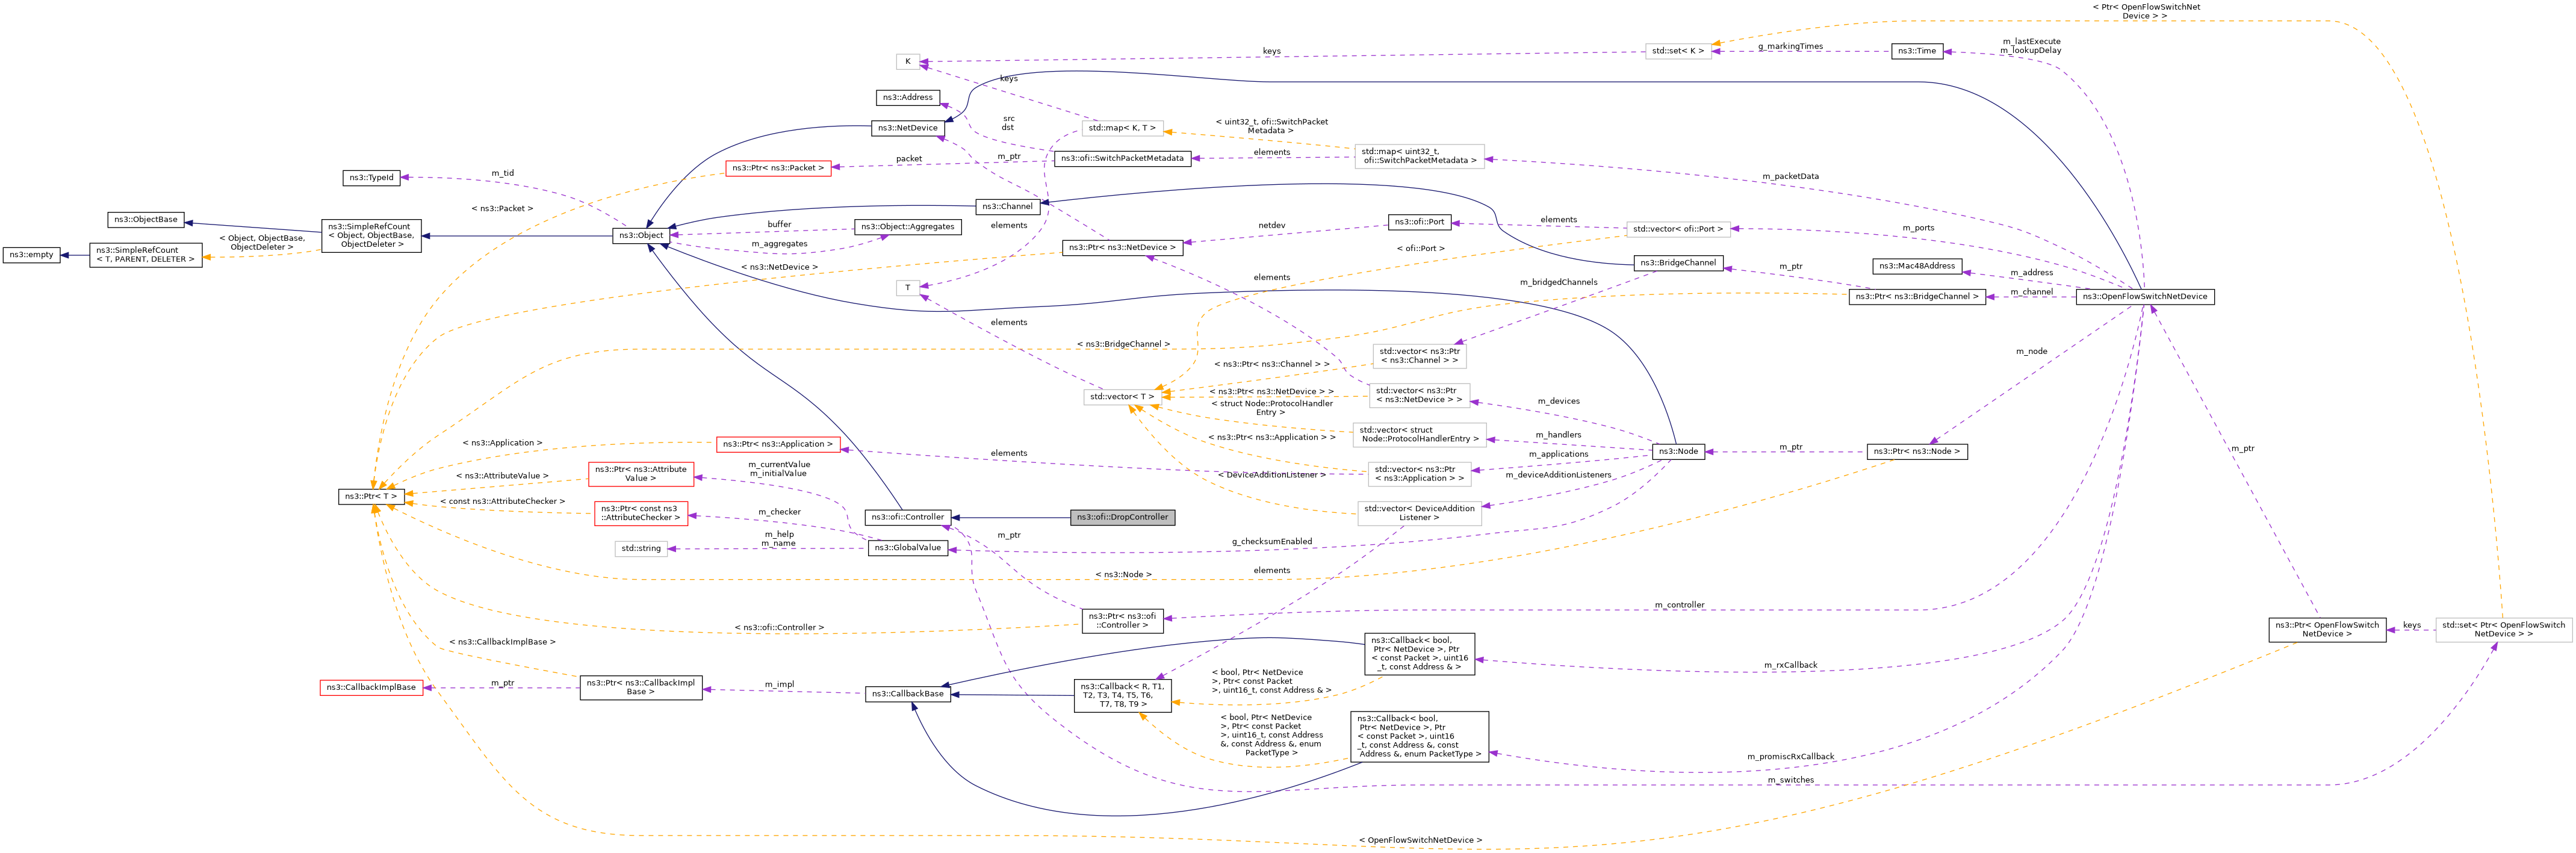 < Ptr< OpenFlowSwitchNet
Device > >
keys
std::set< K >
g_markingTimes
ns3::Time
m_lastExecute
m_lookupDelay
K
keys
ns3::Address
src
dst
ns3::NetDevice
std::map< K, T >
< uint32_t, ofi::SwitchPacket
Metadata >
packet
m_ptr
ns3::ofi::SwitchPacketMetadata
elements
std::map< uint32_t,
ofi::SwitchPacketMetadata >
ns3::Ptr< ns3::Packet >
ns3::TypeId
m_tid
m_packetData
< ns3::Packet >
ns3::Channel
ns3::ObjectBase
ns3::SimpleRefCount
< Object, ObjectBase,
ObjectDeleter >
buffer
ns3::Object::Aggregates
elements
ns3::ofi::Port
elements
std::vector< ofi::Port >
m_ports
netdev
ns3::Object
m_aggregates
< Object, ObjectBase,
ObjectDeleter >
ns3::empty
ns3::SimpleRefCount
< T, PARENT, DELETER >
ns3::Ptr< ns3::NetDevice >
< ofi::Port >
< ns3::NetDevice >
ns3::BridgeChannel
m_ptr
ns3::Mac48Address
m_address
elements
m_bridgedChannels
T
ns3::Ptr< ns3::BridgeChannel >
m_channel
ns3::OpenFlowSwitchNetDevice
elements
< ns3::BridgeChannel >
std::vector< ns3::Ptr
< ns3::Channel > >
m_node
< ns3::Ptr< ns3::Channel > >
std::vector< T >
< ns3::Ptr< ns3::NetDevice > >
std::vector< ns3::Ptr
< ns3::NetDevice > >
m_devices
< struct Node::ProtocolHandler
Entry >
std::vector< struct
Node::ProtocolHandlerEntry >
m_handlers
< ns3::Ptr< ns3::Application > >
< ns3::Application >
ns3::Ptr< ns3::Application >
elements
m_applications
ns3::Node
m_ptr
ns3::Ptr< ns3::Node >
m_ptr
std::vector< ns3::Ptr
< ns3::Application > >
< DeviceAdditionListener >
m_deviceAdditionListeners
< ns3::AttributeValue >
ns3::Ptr< ns3::Attribute
Value >
m_currentValue
m_initialValue
ns3::Ptr< T >
< const ns3::AttributeChecker >
ns3::Ptr< const ns3
::AttributeChecker >
m_checker
ns3::ofi::Controller
ns3::ofi::DropController
std::vector< DeviceAddition
Listener >
m_help
m_name
std::string
ns3::GlobalValue
m_ptr
g_checksumEnabled
< ns3::Node >
elements
m_controller
ns3::Ptr< ns3::ofi
::Controller >
< ns3::ofi::Controller >
< ns3::CallbackImplBase >
ns3::Callback< bool,
Ptr< NetDevice >, Ptr
< const Packet >, uint16
_t, const Address & >
m_rxCallback
ns3::Ptr< OpenFlowSwitch
NetDevice >
keys
std::set< Ptr< OpenFlowSwitch
NetDevice > >
ns3::CallbackImplBase
m_ptr
ns3::Ptr< ns3::CallbackImpl
Base >
m_impl
ns3::CallbackBase
ns3::Callback< R, T1,
T2, T3, T4, T5, T6,
T7, T8, T9 >
< bool, Ptr< NetDevice
>, Ptr< const Packet
>, uint16_t, const Address & >
< bool, Ptr< NetDevice
>, Ptr< const Packet
>, uint16_t, const Address
&, const Address &, enum
PacketType >
ns3::Callback< bool,
Ptr< NetDevice >, Ptr
< const Packet >, uint16
_t, const Address &, const
Address &, enum PacketType >
m_promiscRxCallback
m_switches
< OpenFlowSwitchNetDevice >